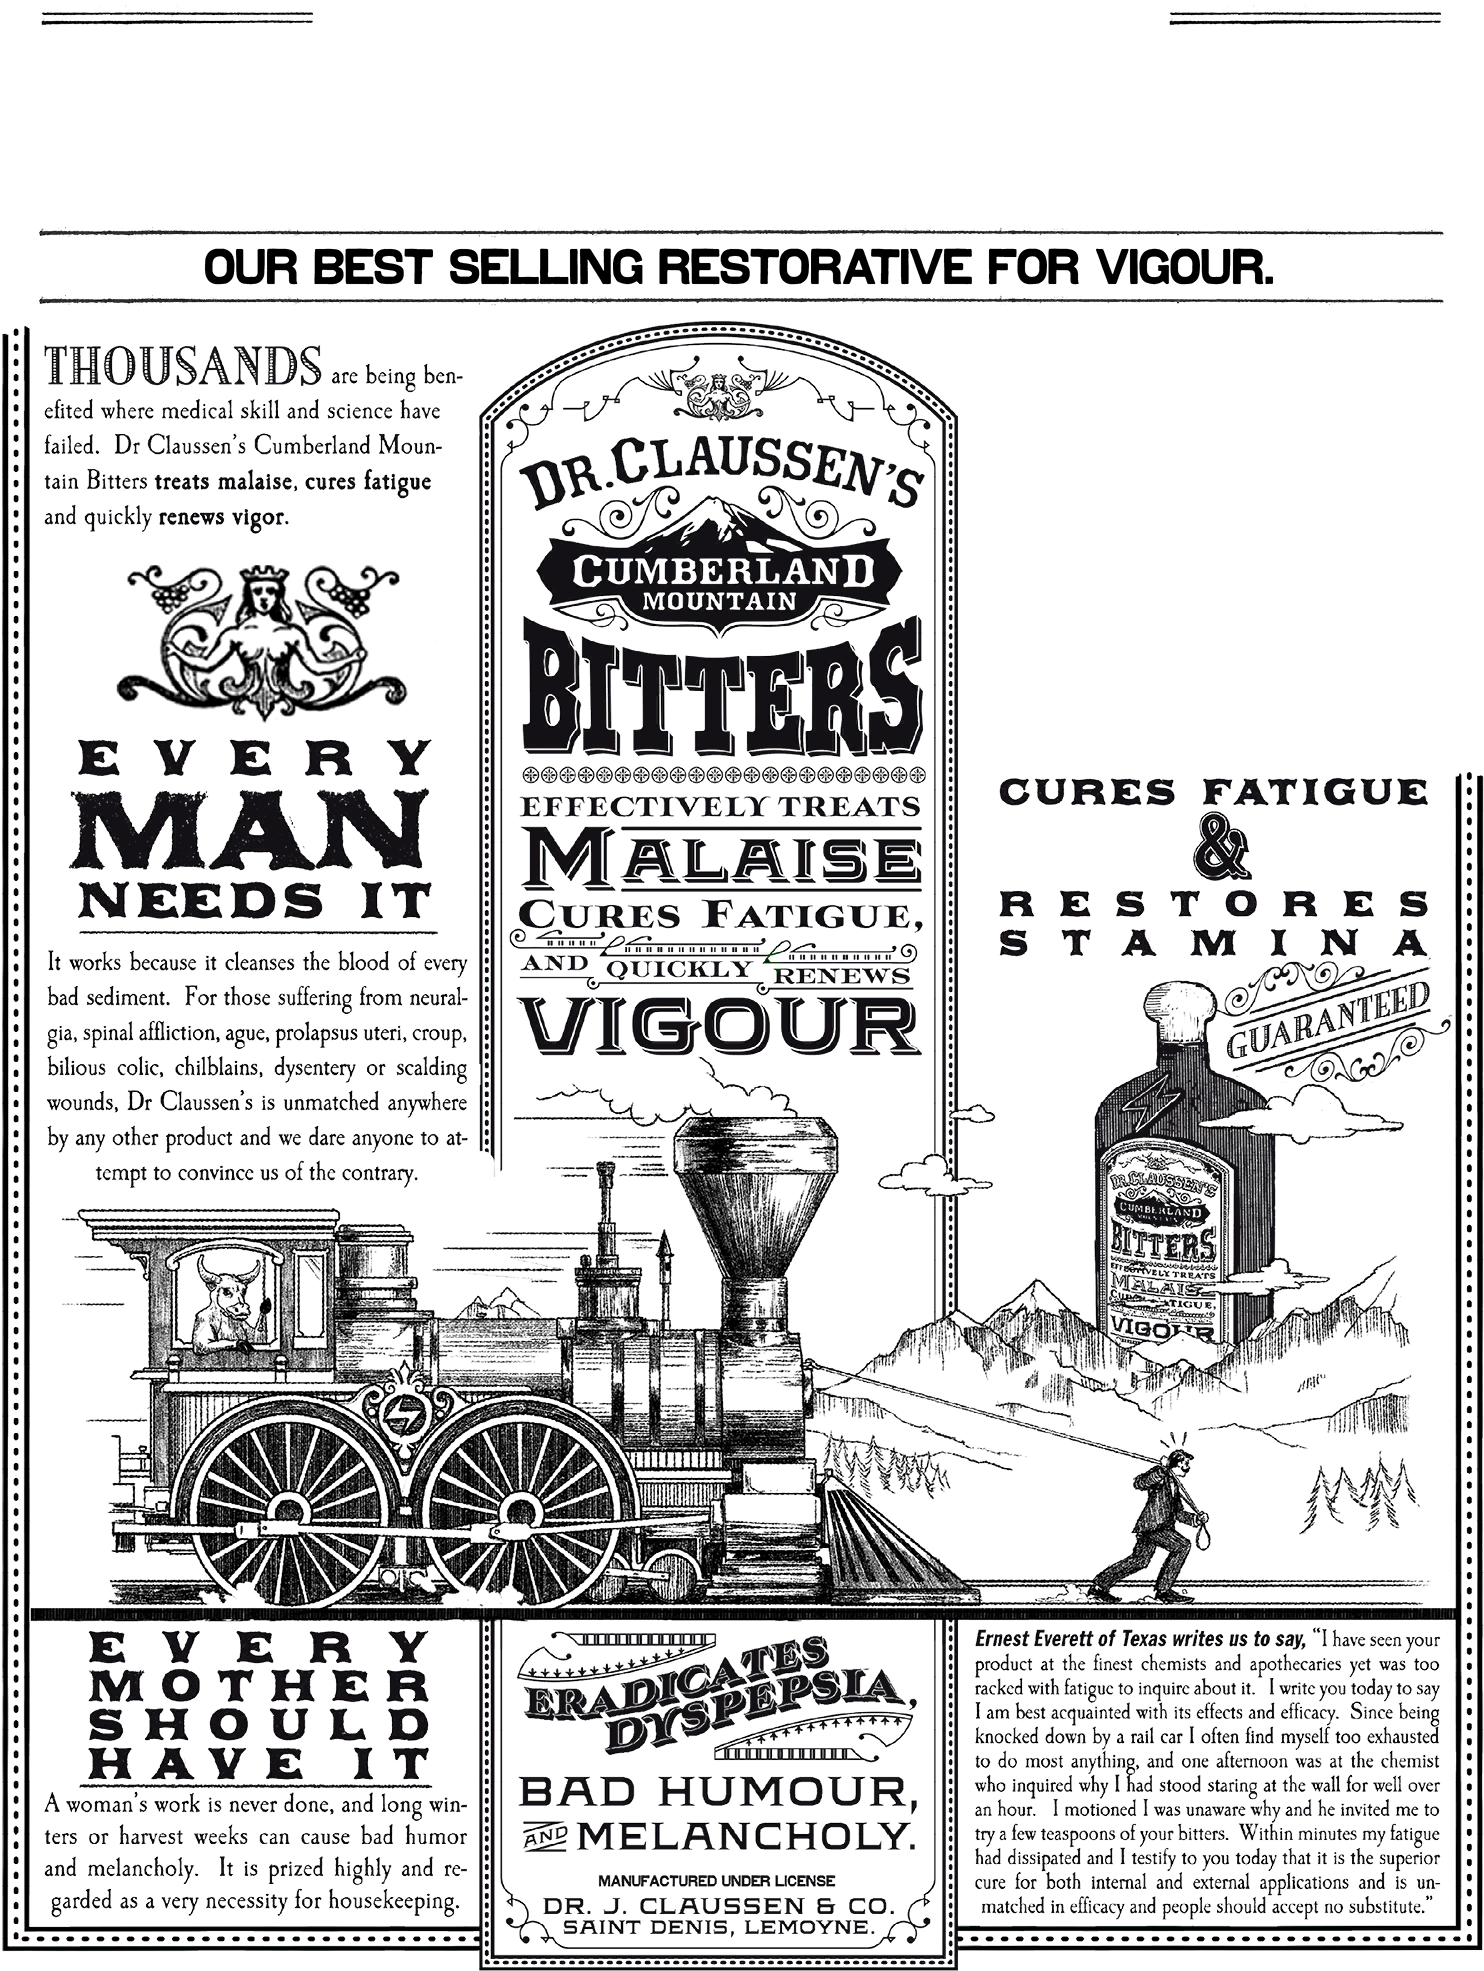 OUR BEST SELLING RESTORATIVE FOR VIGOUR.
THOUSANDS are being ben-
efited where medical skill and science have
failed. Dr Claussen's Cumberland Moun-
tain Bitters treats malaise, cures fatigue
and quickly renews vigor.
EVERY
MAN
NEEDS IT
It works because it cleanses the blood of every
bad sediment. For those suffering from neural-
gia, spinal affliction, ague, prolapsus uteri, croup,
bilious colic, chilblains, dysentery or scalding
wounds, Dr Claussen's is unmatched anywhere
by any other product and we dare anyone to at-
tempt to convince us of the contrary.
DR. CLAUSSEN'S
CUMBERLAND
MOUNTAIN
BITTERS
EFFECTIVELY TREATS
MALAISE
CURES FATIGUE,
AND QUICKLY RENEWS
VIGOUR
CURES FATIGUE
&
RESTORES
STAMINA
GUARANTEED
DR. CLAUSSEN'S
CUMBERLAND
MOUNTAIN
BITTERS
EFFECTIVELY TREATS
MALAISE
VIGOUR
EVERY
MOTHER
SHOULD
HAVE IT
A woman's work is never done, and long win-
ters or harvest weeks can cause bad humor
and melancholy. It is prized highly and re-
garded as a very necessity for housekeeping.
ERADICATES
DYSPEPSIA,
BAD HUMOUR,
AND MELANCHOLY.
MANUFACTURED UNDER LICENSE
DR. J. CLAUSSEN & CO.
SAINT DENIS, LEMOYNE.
Ernest Everett of Texas writes us to say, "I have seen your
product at the finest chemists and apothecaries yet was too
racked with fatigue to inquire about it. I write you today to say
I am best acquainted with its effects and efficacy. Since being
knocked down by a rail car I often find myself too exhausted
to do most anything, and one afternoon was at the chemist
who inquired why I had stood staring at the wall for well over
an hour. I motioned I was unaware why and he invited me to
try a few teaspoons of your bitters. Within minutes my fatigue
had dissipated and I testify to you today that it is the superior
cure for both internal and external applications and is un-
matched in efficacy and people should accept no substitute."